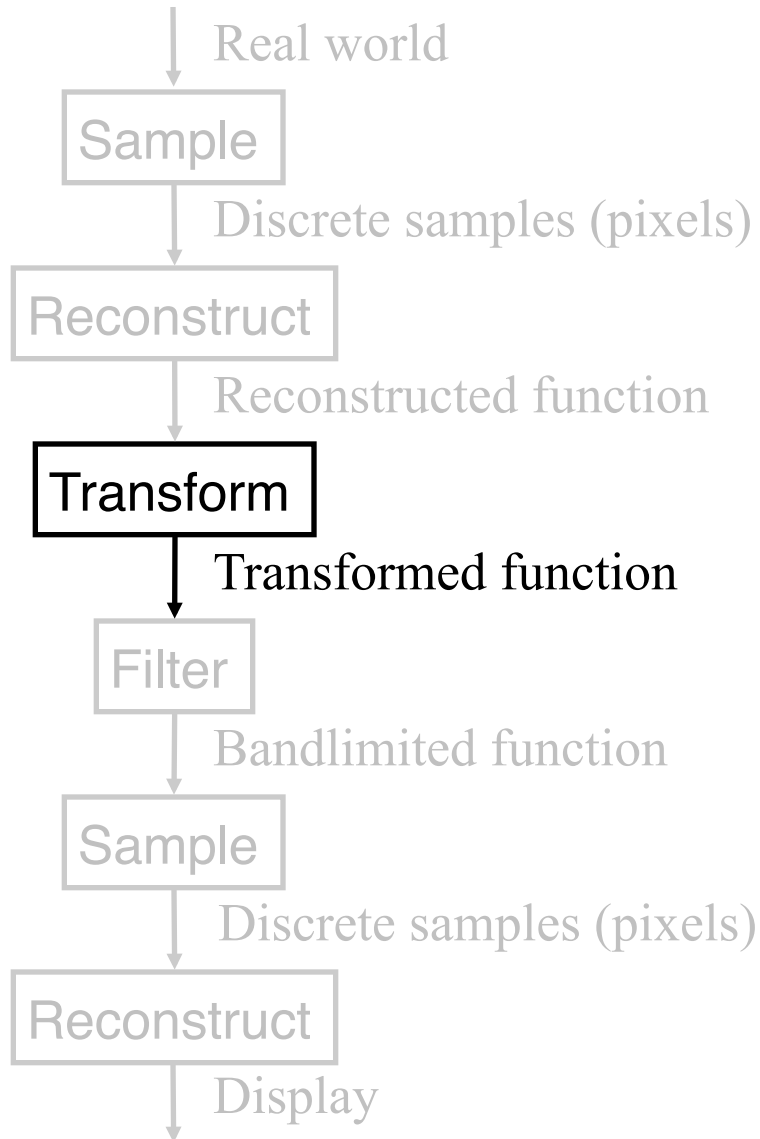 Real world
Sample
Discrete samples (pixels)
Reconstruct
Reconstructed function
Transform
Transformed function
Filter
Bandlimited function
Sample
Discrete samples (pixels)
Reconstruct
Display